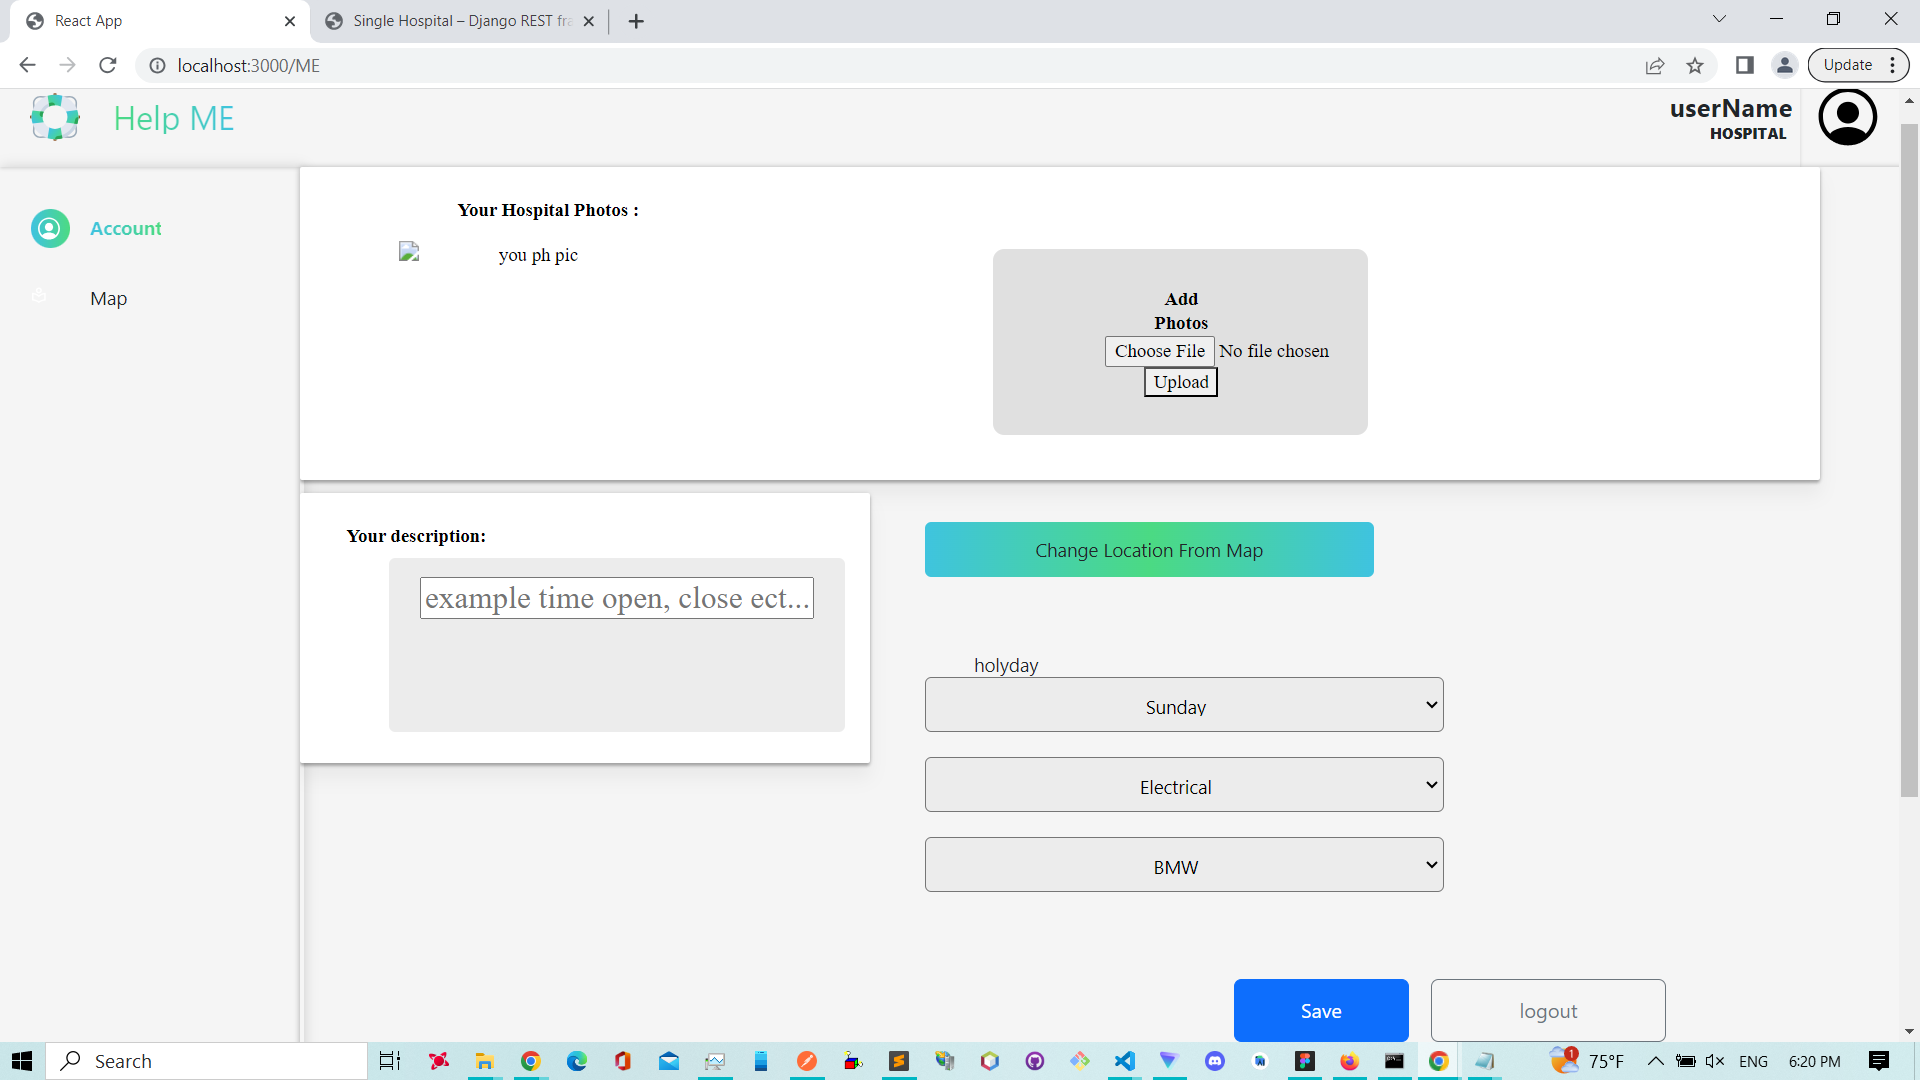 React App
Single Hospital – Django REST fra
localhost:3000/ME
Update
Help ME
userName
HOSPITAL
Account
Map
Your Hospital Photos :
you ph pic
Add
Photos
Choose File No file chosen
Upload
Your description:
example time open, close ect...
Change Location From Map
holyday
Sunday
Electrical
BMW
Save
logout
Search
1
75°F
ENG
6:20 PM